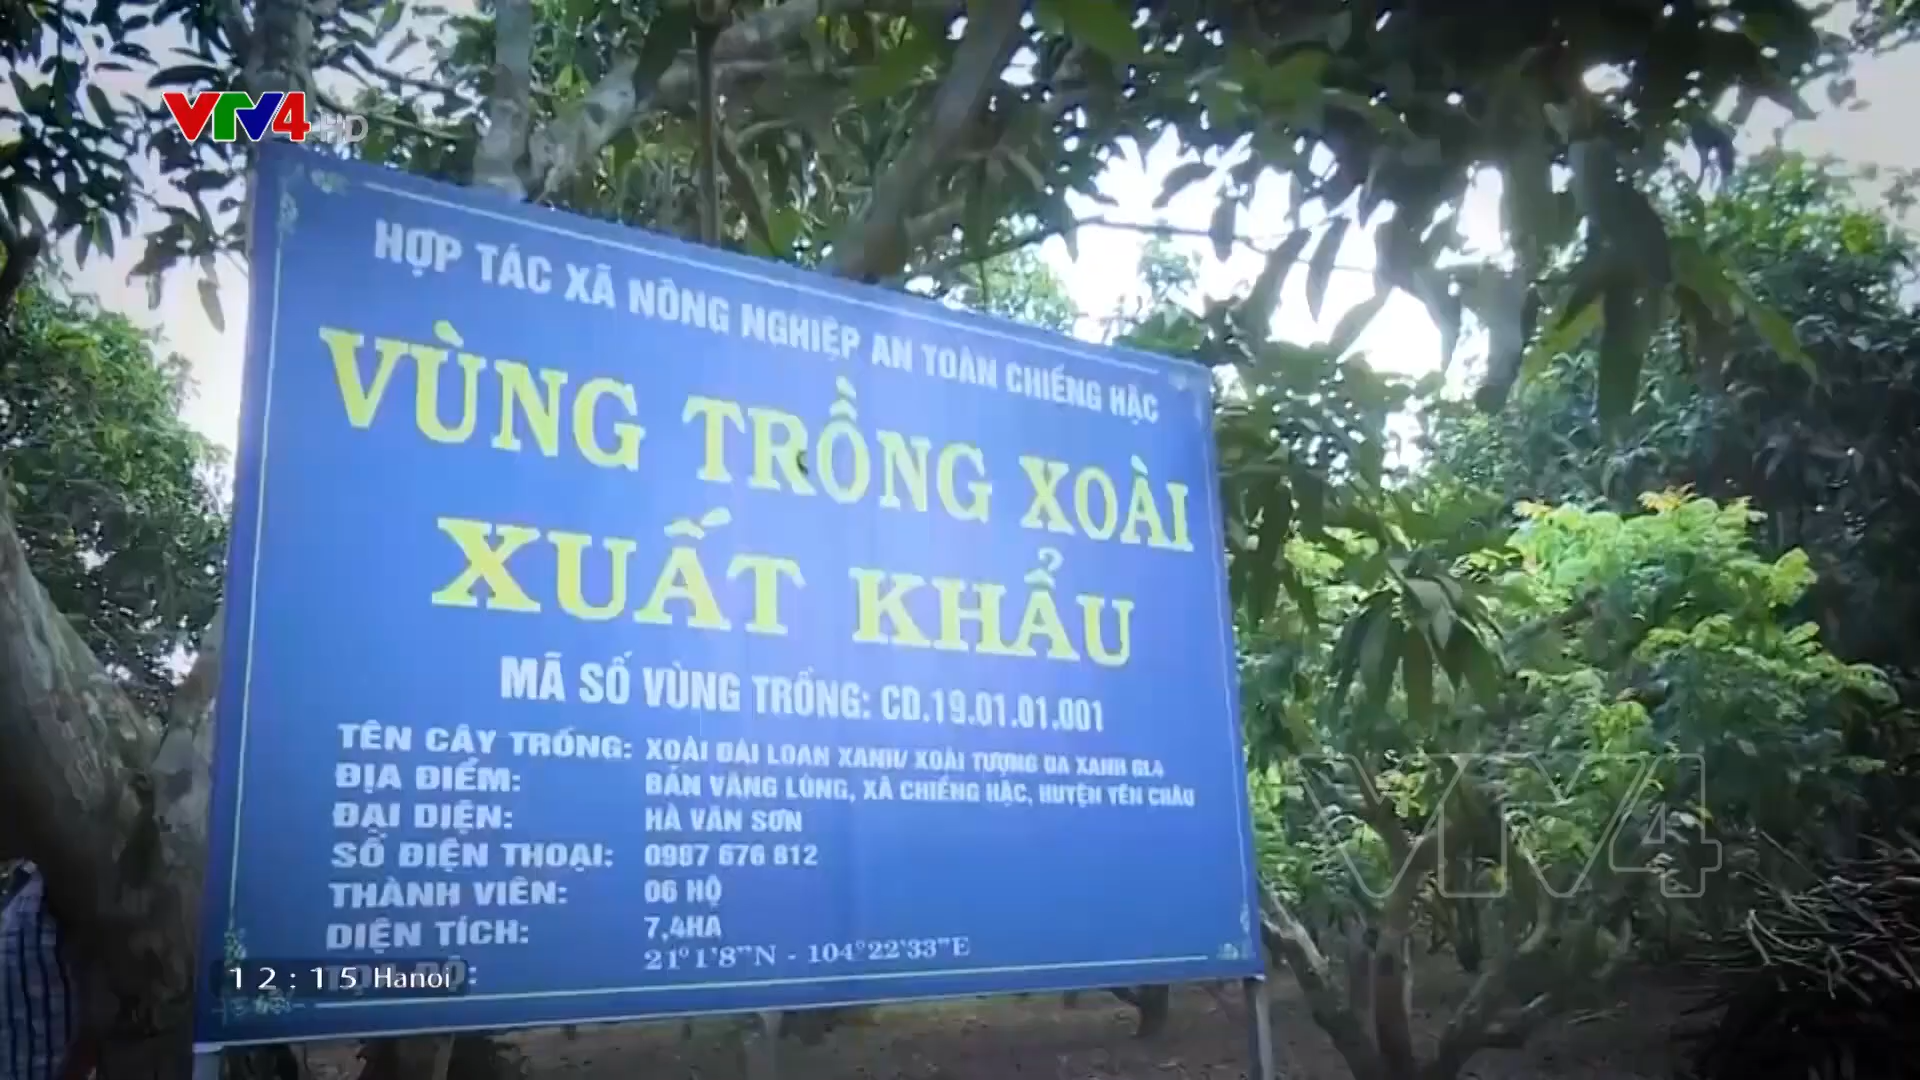 VTV4 HD
HỢP TÁC XÃ NÔNG NGHIỆP AN TOÀN CHIỀNG HẶC
VÙNG TRỒNG XOÀI
XUẤT KHẨU
MÃ SỐ VÙNG TRỒNG: CD.19.01.01.001
TÊN CÂY TRỒNG: XOÀI ĐÀI LOAN XANH/ XOÀI TƯỢNG DA XANH GL4
ĐỊA ĐIỂM: BẢN VĂNG LÙNG, XÃ CHIỀNG HẶC, HUYỆN YÊN CHÂU
ĐẠI DIỆN: HÀ VĂN SƠN
SỐ ĐIỆN THOẠI: 0987 676 812
THÀNH VIÊN: 06 HỘ
DIỆN TÍCH: 7,4HA
21°1'8"N - 104°22'33"E
12:15 Hanoi
VTV4